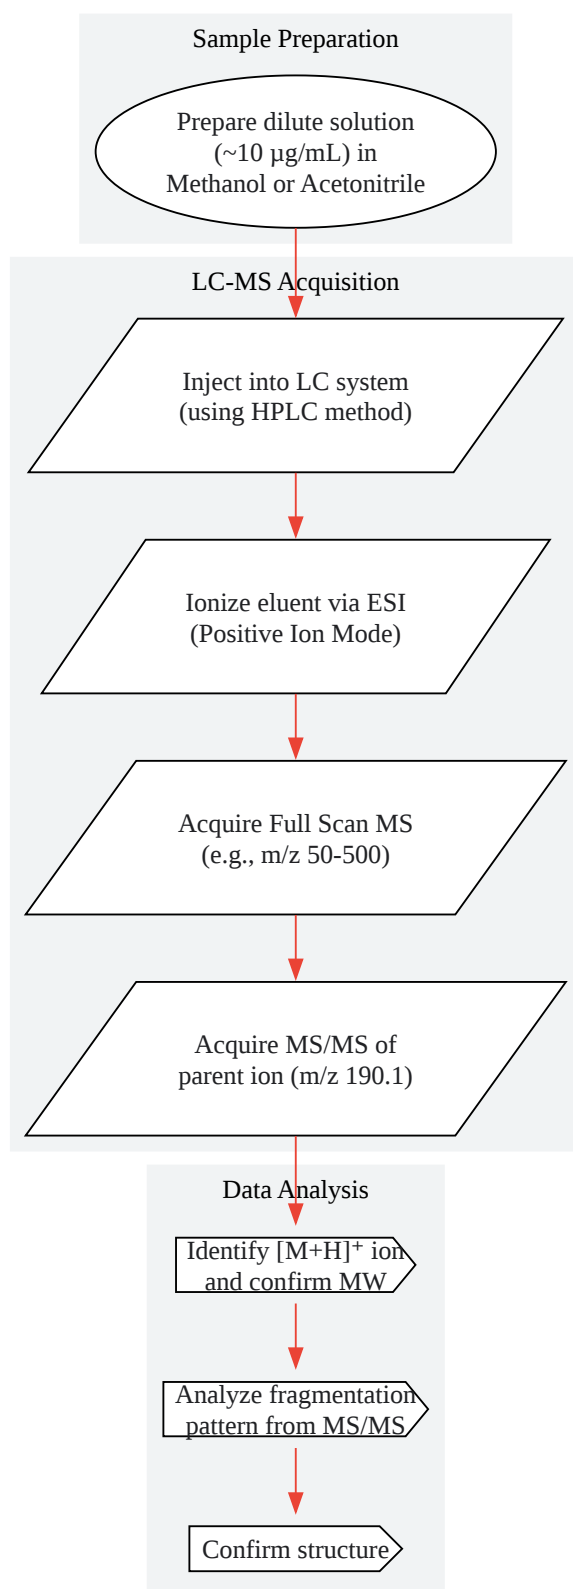 Sample Preparation
Prepare dilute solution
(~10 µg/mL) in
Methanol or Acetonitrile
LC-MS Acquisition
Inject into LC system
(using HPLC method)
Ionize eluent via ESI
(Positive Ion Mode)
Acquire Full Scan MS
(e.g., m/z 50-500)
Acquire MS/MS of
parent ion (m/z 190.1)
Data Analysis
Identify [M+H]⁺ ion
and confirm MW
Analyze fragmentation
pattern from MS/MS
Confirm structure